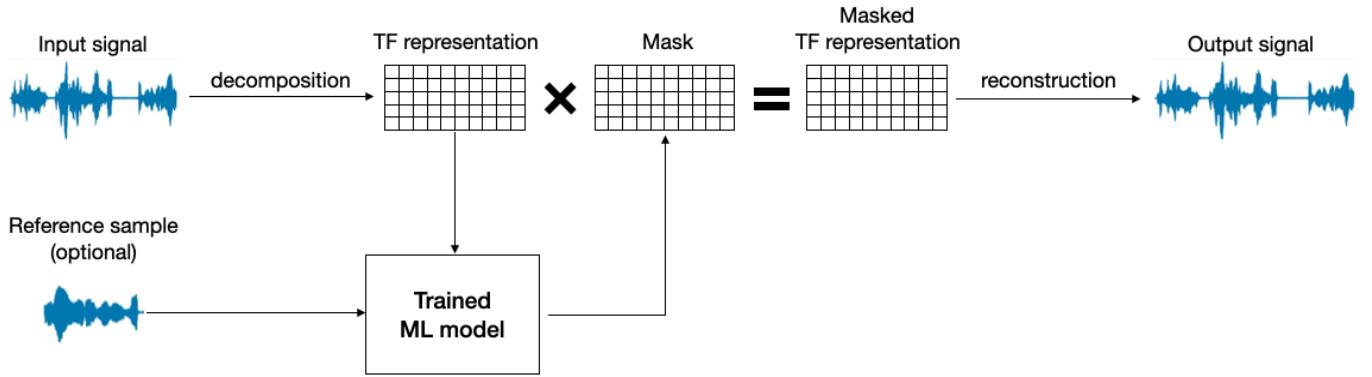 Input signal
decomposition
TF representation
Mask
Masked
TF representation
reconstruction
Output signal
Reference sample
(optional)
Trained
ML model